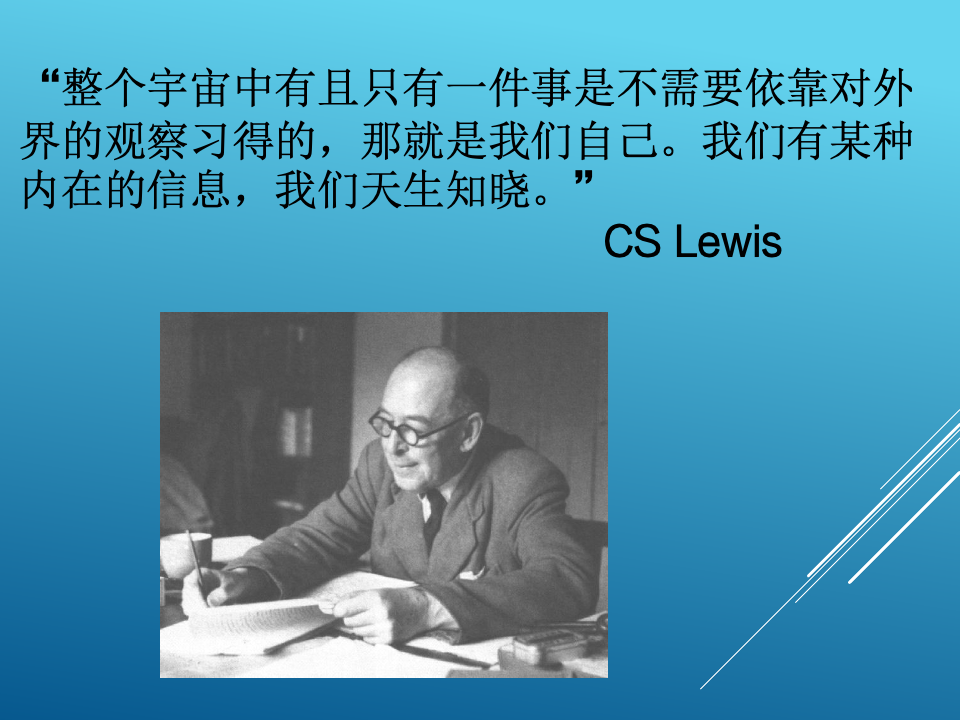 “整个宇宙中有且只有一件事是不需要依靠对外
界的观察习得的，那就是我们自己。我们有某种
内在的信息，我们天生知晓。”
CS Lewis